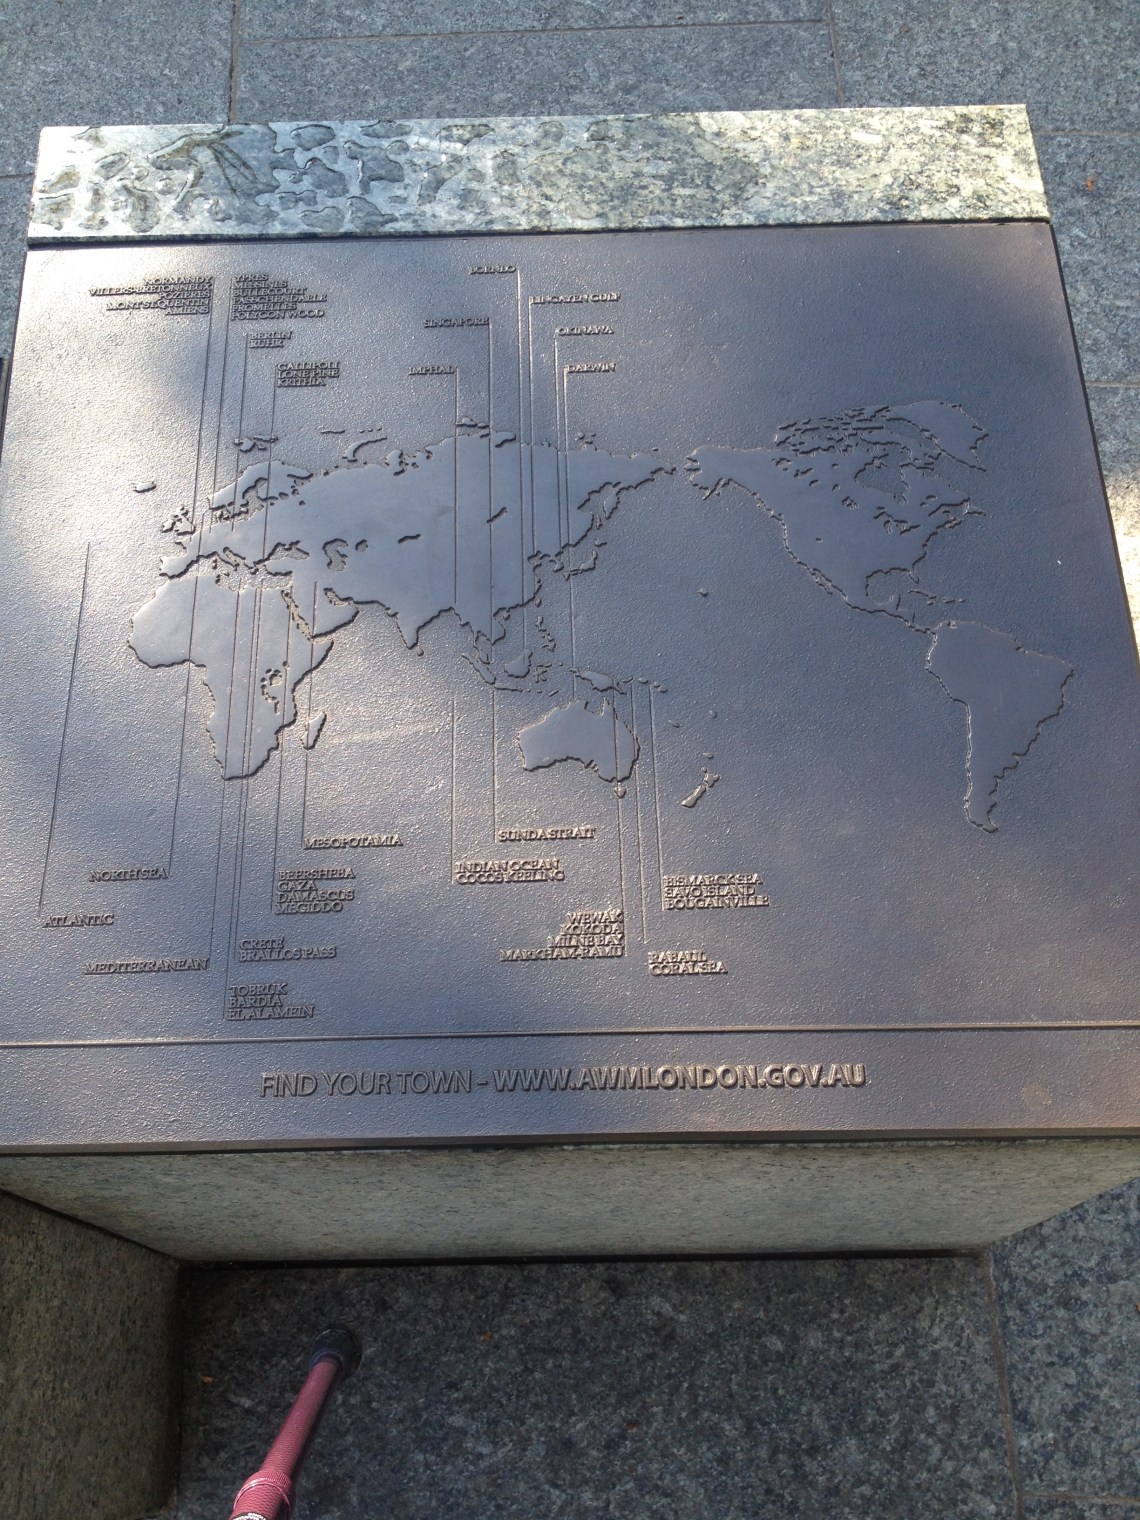 NORMANDY
VILLERS-BRETONNEUX
POZIERES
MONT ST QUENTIN
AMIENS
YPRES
MESSINES
BULLECOURT
PASSCHENDAELE
FROMELLES
POLYGON WOOD
BERLIN
RUHR
GALLIPOLI
LONE PINE
KRITHIA
BORNEO
LINGAYEN GULF
SINGAPORE
OKINAWA
IMPHAL
DARWIN
MESOPOTAMIA
SUNDA STRAIT
NORTH SEA
BEERSHEBA
GAZA
DAMASCUS
MEGIDDO
INDIAN OCEAN
COCOS KEELING
BISMARCK SEA
SAVO ISLAND
BOUGAINVILLE
ATLANTIC
WEWAK
KOKODA
MILNE BAY
MARKHAM-RAMU
CRETE
BRALLOS PASS
RABAUL
CORAL SEA
MEDITERRANEAN
TOBRUK
BARDIA
EL ALAMEIN
FIND YOUR TOWN - WWW.AWMLONDON.GOV.AU